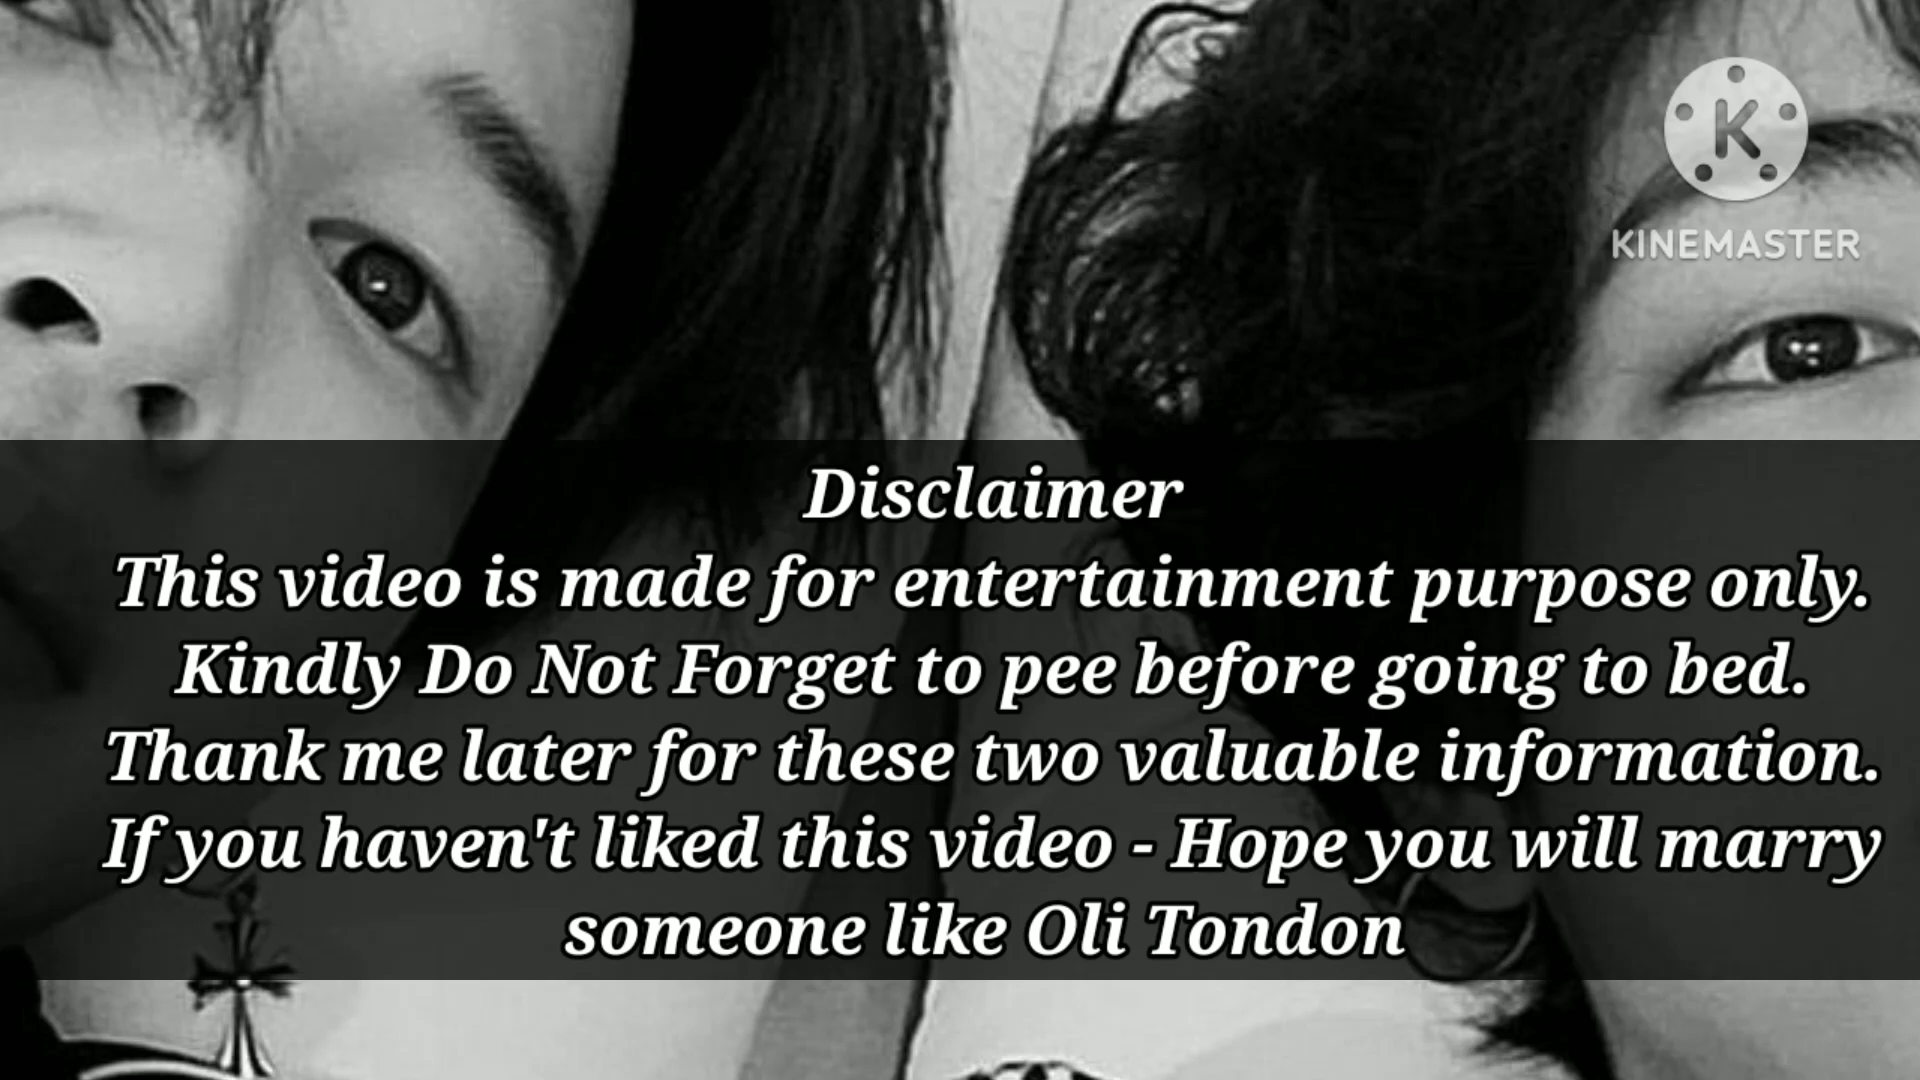 K
KINEMASTER
Disclaimer
This video is made for entertainment purpose only.
Kindly Do Not Forget to pee before going to bed.
Thank me later for these two valuable information.
If you haven't liked this video - Hope you will marry
someone like Oli Tondon